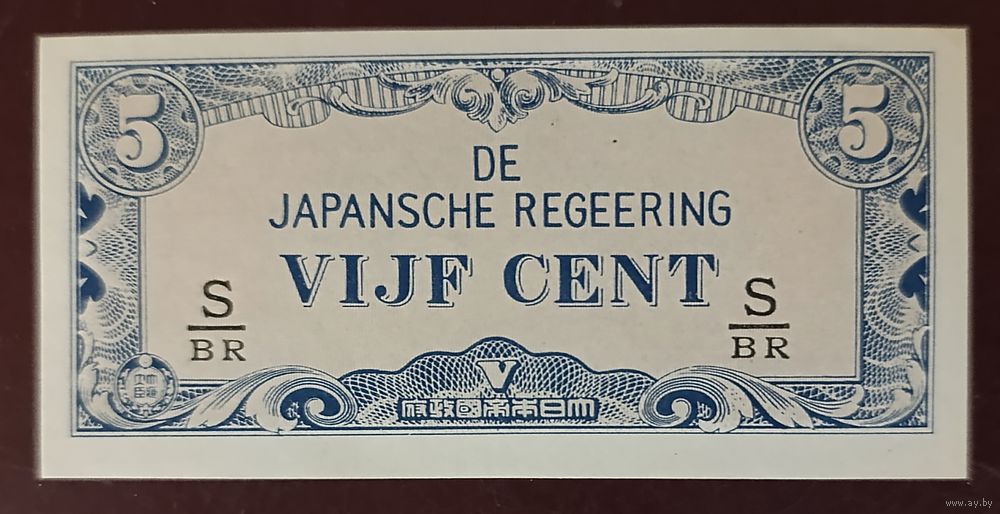 5 5
DE
JAPANSCHE REGEERING
VIJF CENT
S S
BR BR
V
府政國帝本日大
www.ay.by